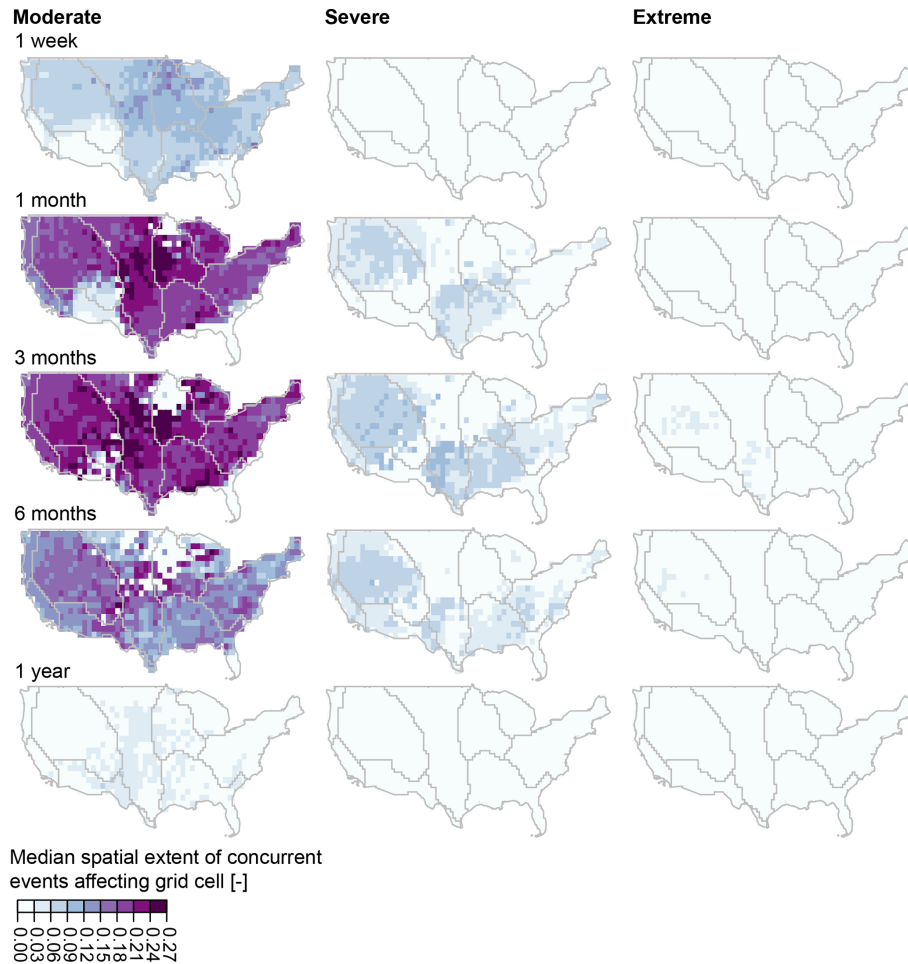 Moderate
Severe
Extreme
1 week
1 month
3 months
6 months
1 year
Median spatial extent of concurrent
events affecting grid cell [-]
0.00
0.03
0.06
0.09
0.12
0.15
0.18
0.21
0.24
0.27